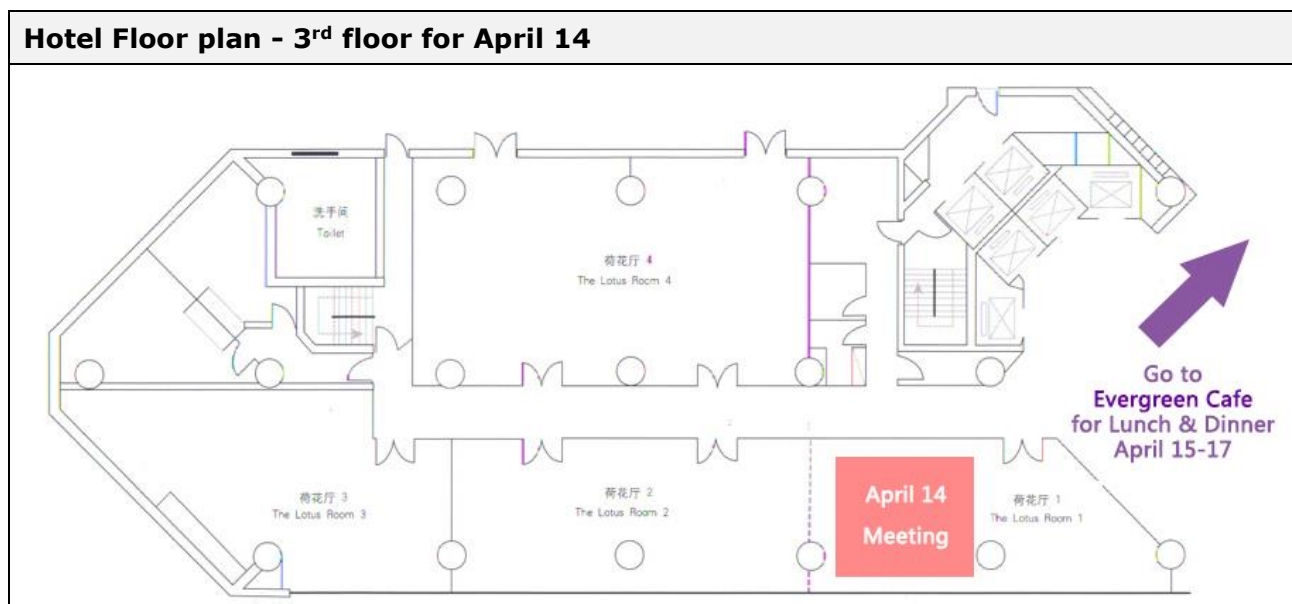 Hotel Floor plan - 3rd floor for April 14
洗手间
Toilet
荷花厅 4
The Lotus Room 4
Go to
Evergreen Cafe
for Lunch & Dinner
April 15-17
荷花厅 3
The Lotus Room 3
荷花厅 2
The Lotus Room 2
April 14
Meeting
荷花厅 1
The Lotus Room 1